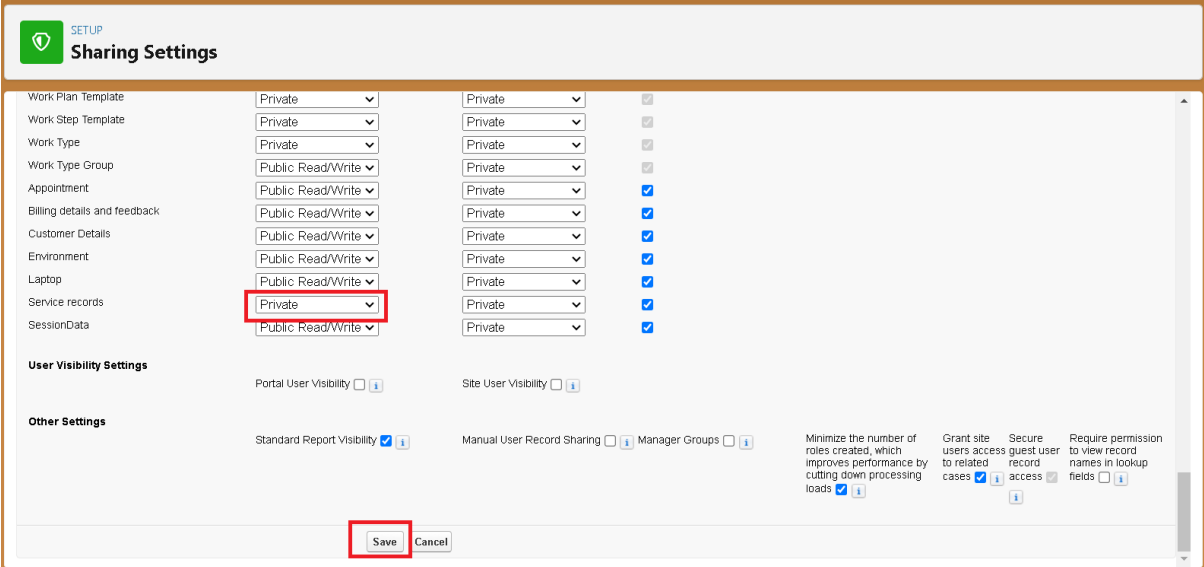 SETUP
Sharing Settings
Work Plan Template Private Private
Work Step Template Private Private
Work Type Private Private
Work Type Group Public Read/Write Private
Appointment Public Read/Write Private
Billing details and feedback Public Read/Write Private
Customer Details Public Read/Write Private
Environment Public Read/Write Private
Laptop Public Read/Write Private
Service records Private Private
SessionData Public Read/Write Private
User Visibility Settings
Portal User Visibility i Site User Visibility i
Other Settings
Standard Report Visibility i Manual User Record Sharing i Manager Groups i
Minimize the number of
roles created, which
improves performance by
cutting down processing
loads i
Grant site
users access
to related
cases i
Secure
guest user
record
access
i
Require permission
to view record
names in lookup
fields i
Save Cancel